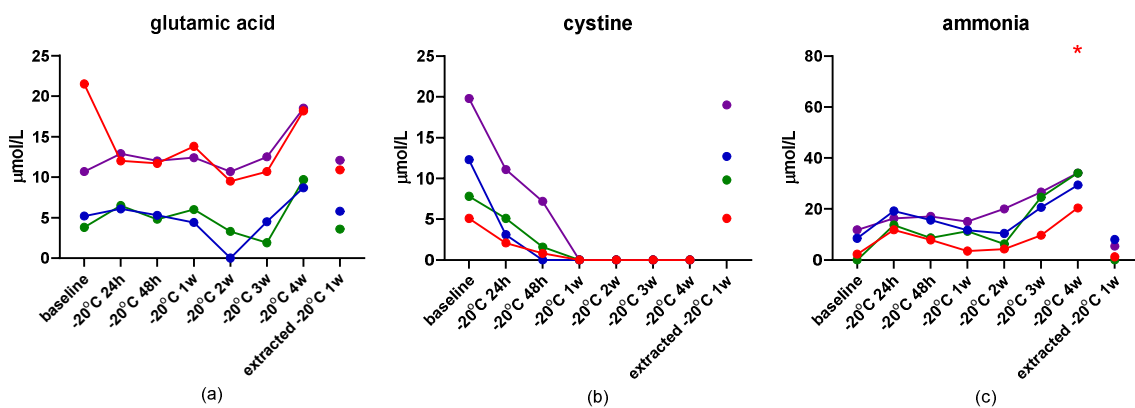 glutamic acid
25
20
15
10
5
0
µmol/L
baseline
-20°C 24h
-20°C 48h
-20°C 1w
-20°C 2w
-20°C 3w
-20°C 4w
extracted -20°C 1w
(a)
cystine
25
20
15
10
5
0
µmol/L
baseline
-20°C 24h
-20°C 48h
-20°C 1w
-20°C 2w
-20°C 3w
-20°C 4w
extracted -20°C 1w
(b)
ammonia
80
60
40
20
0
µmol/L
*
baseline
-20°C 24h
-20°C 48h
-20°C 1w
-20°C 2w
-20°C 3w
-20°C 4w
extracted -20°C 1w
(c)